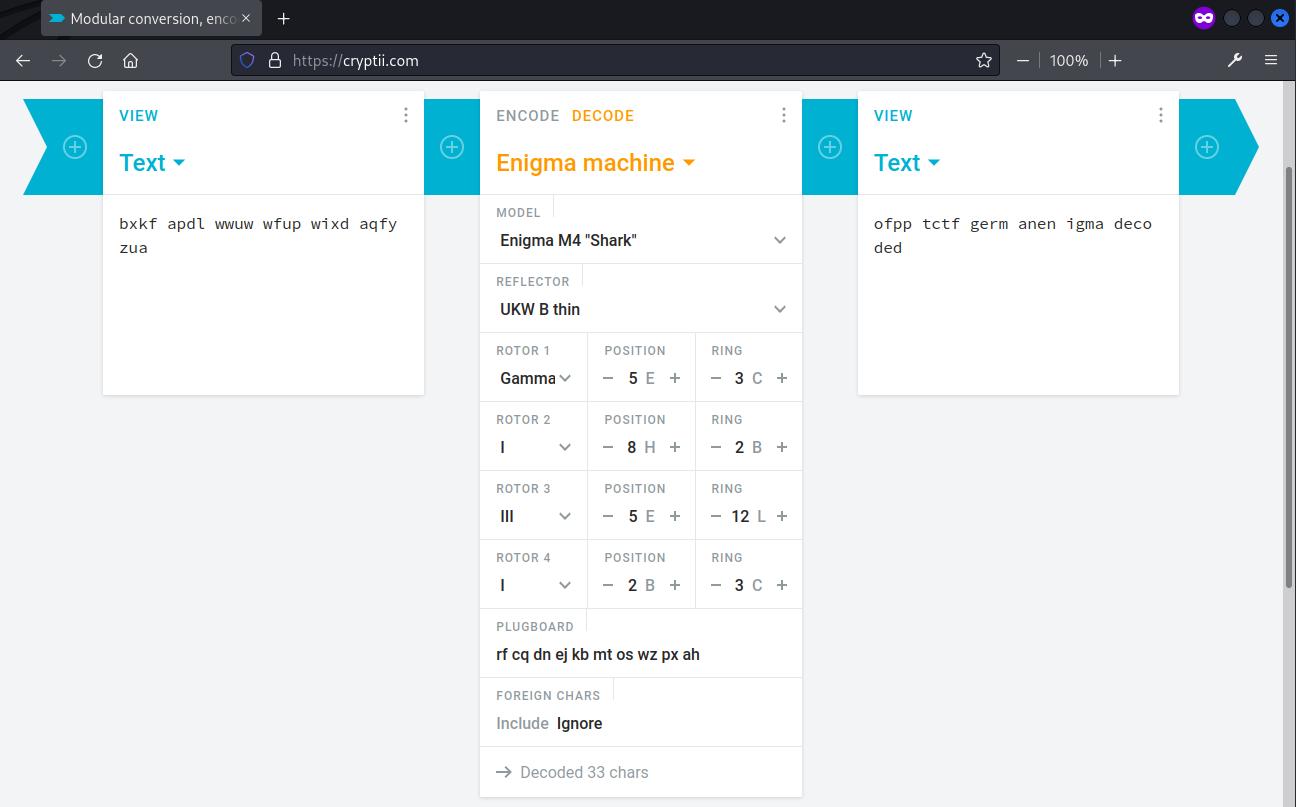 Modular conversion, enco
https://cryptii.com
100%
VIEW
Text
bxkf apdl wwuw wfup wixd aqfy
zua
ENCODE DECODE
Enigma machine
MODEL
Enigma M4 "Shark"
REFLECTOR
UKW B thin
ROTOR 1 POSITION RING
Gamma 5 E 3 C
ROTOR 2 POSITION RING
I 8 H 2 B
ROTOR 3 POSITION RING
III 5 E 12 L
ROTOR 4 POSITION RING
I 2 B 3 C
PLUGBOARD
rf cq dn ej kb mt os wz px ah
FOREIGN CHARS
Include Ignore
→ Decoded 33 chars
VIEW
Text
ofpp tctf germ anen igma deco
ded